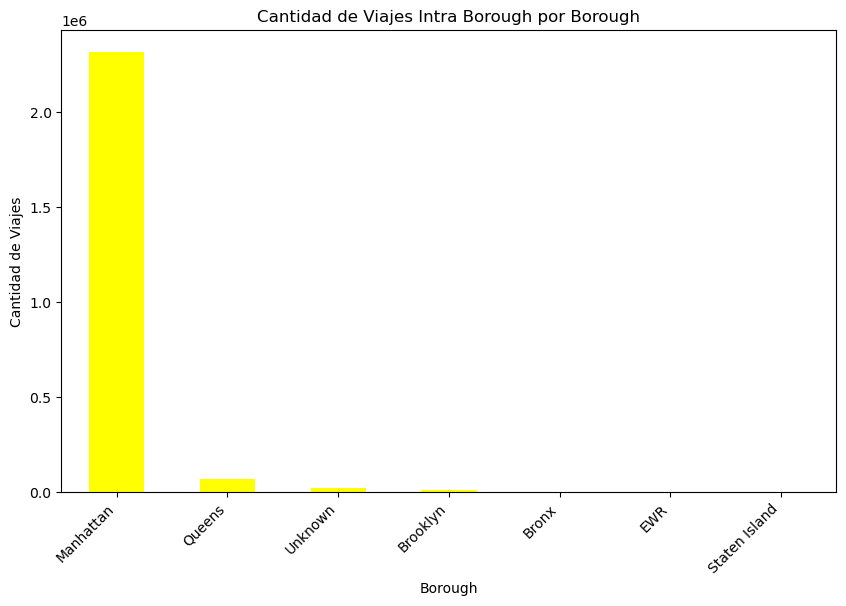 Cantidad de Viajes Intra Borough por Borough
1e6
2.0
1.5
1.0
0.5
0.0
Cantidad de Viajes
Manhattan
Queens
Unknown
Brooklyn
Bronx
EWR
Staten Island
Borough